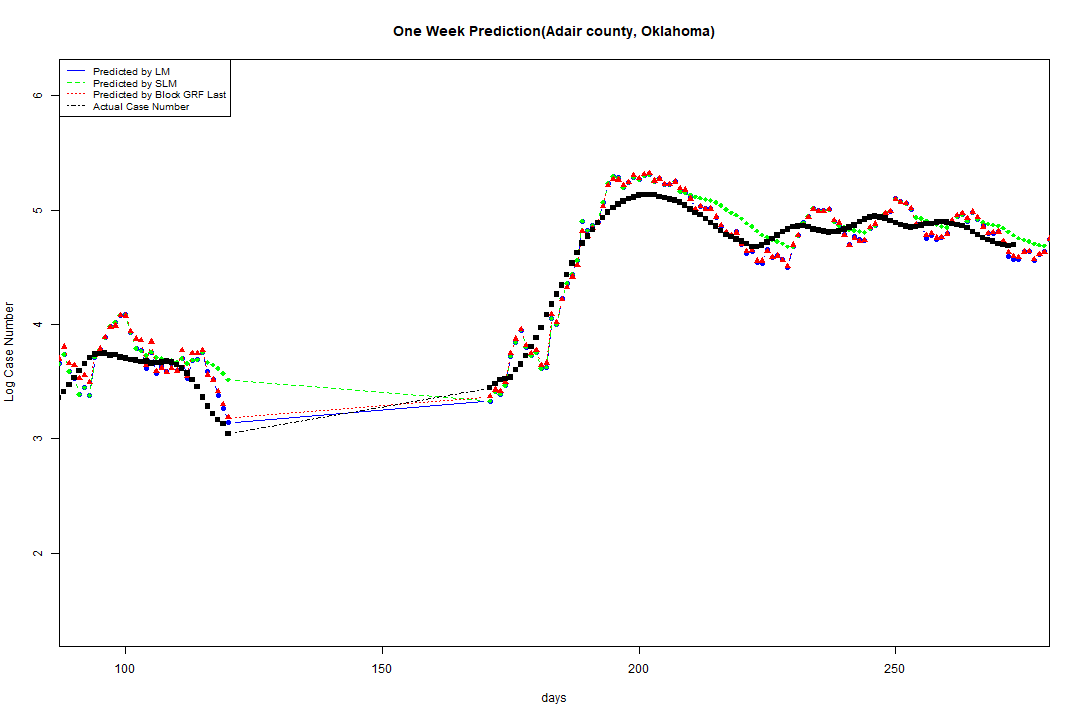 One Week Prediction(Adair county, Oklahoma)
Predicted by LM
Predicted by SLM
Predicted by Block GRF Last
Actual Case Number
6
5
4
3
2
Log Case Number
100 150 200 250
days